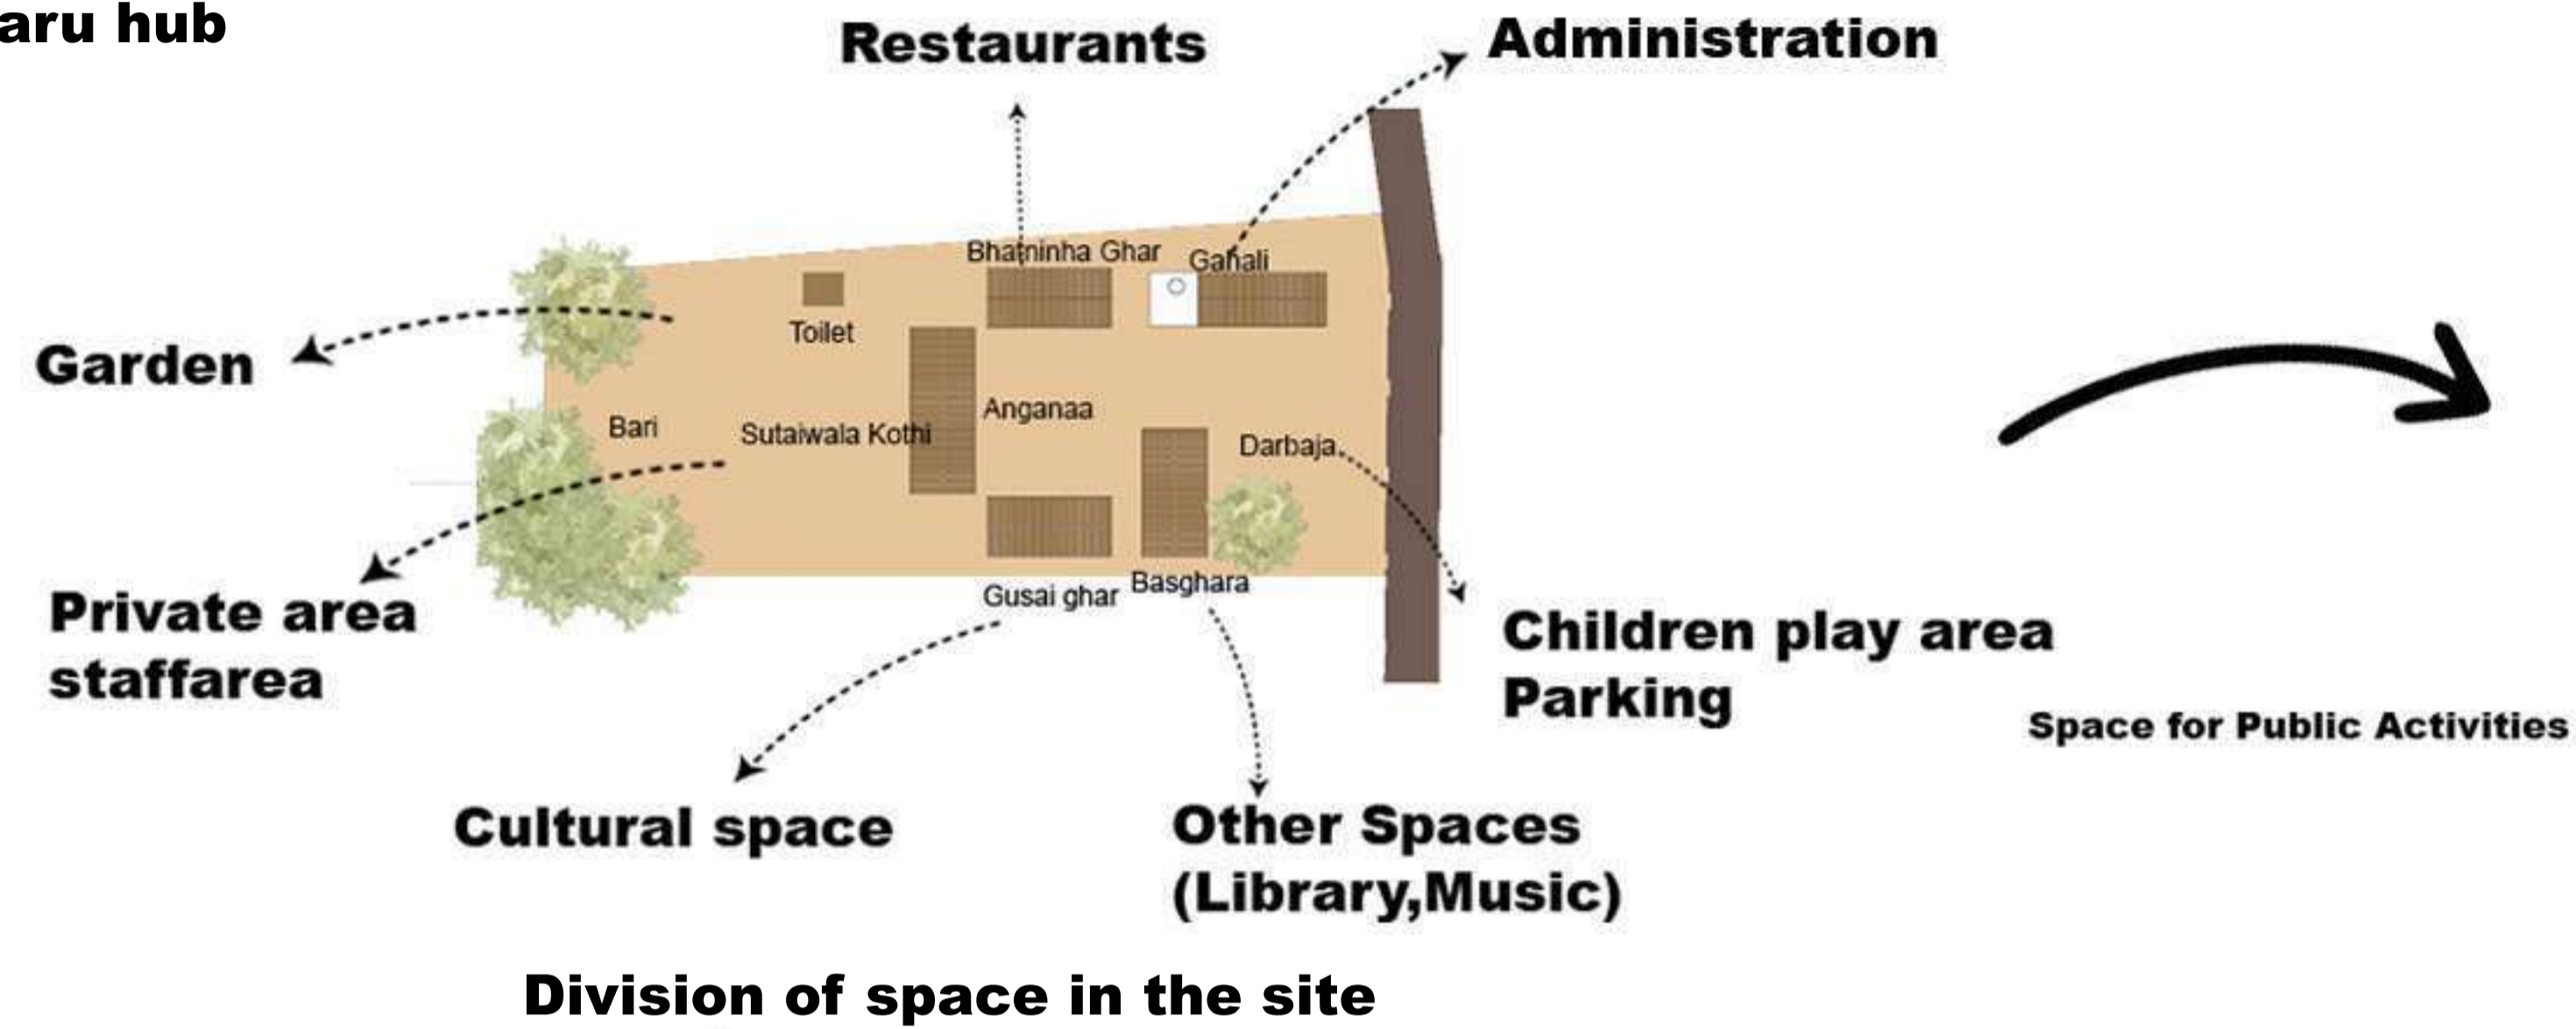 aru hub
Restaurants
Administration
Bhatninha Ghar
Gahali
Toilet
Garden
Anganaa
Bari
Sutaiwala Kothi
Darbaja
Basghara
Gusai ghar
Private area
staffarea
Children play area
Parking
Space for Public Activities
Cultural space
Other Spaces
(Library,Music)
Division of space in the site